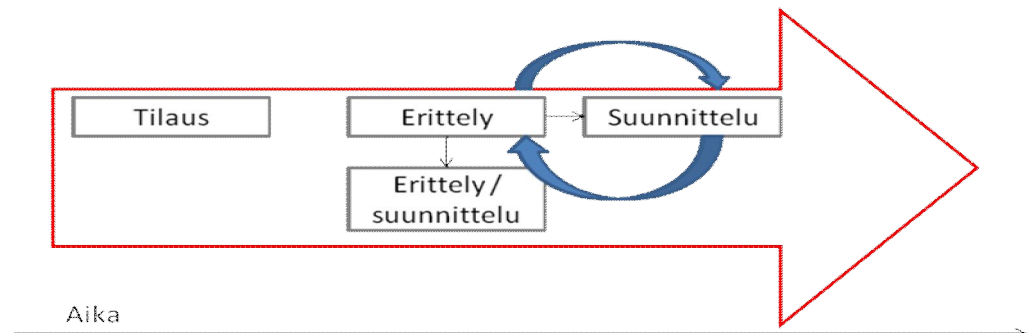 Tilaus
Erittely
Suunnittelu
Erittely /
suunnittelu
Aika